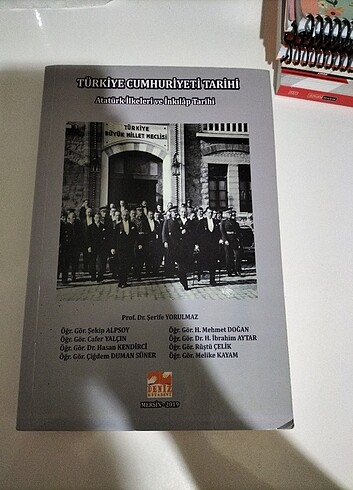 TÜRKİYE CUMHURİYETİ TARİHİ
Atatürk İlkeleri ve İnkılâp Tarihi
TÜRKİYE
BÜYÜK MİLLET MECLİSİ
Prof. Dr. Şerife YORULMAZ
Öğr. Gör. Şekip ALPSOY
Öğr. Gör. Cafer YALÇIN
Öğr. Gör. Dr. Hasan KENDİRCİ
Öğr. Gör. Çiğdem DUMAN SÜNER
Öğr. Gör. H. Mehmet DOĞAN
Öğr. Gör. Dr. H. İbrahim AYTAR
Öğr. Gör. Rüştü ÇELİK
Öğr. Gör. Melike KAYAM
DENİZ
KIRTASİYE
MERSİN - 2019